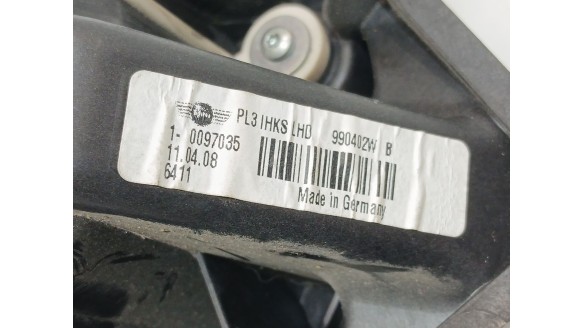 PL3 IHKS LHD 990402W B
1- 0097035
11.04.08
6411
Made in Germany